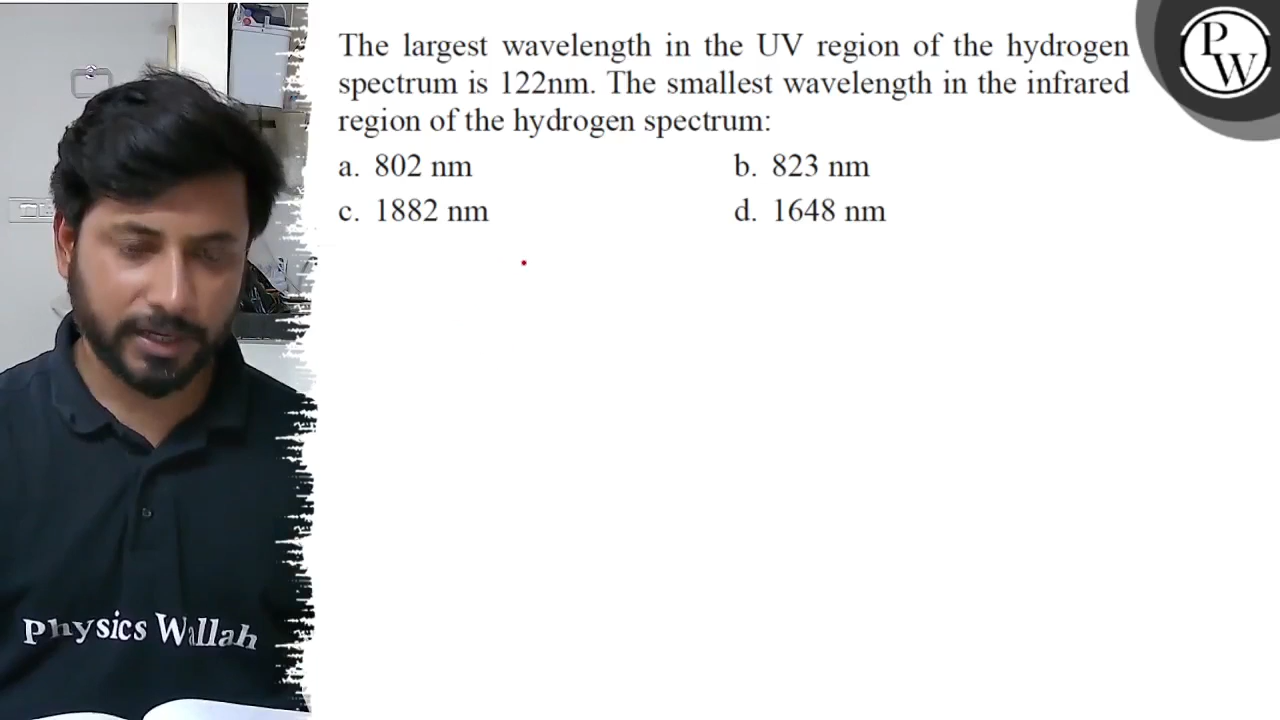 The largest wavelength in the UV region of the hydrogen
spectrum is 122nm. The smallest wavelength in the infrared
region of the hydrogen spectrum:
a. 802 nm
b. 823 nm
c. 1882 nm
d. 1648 nm
P
W
Physics Wallah